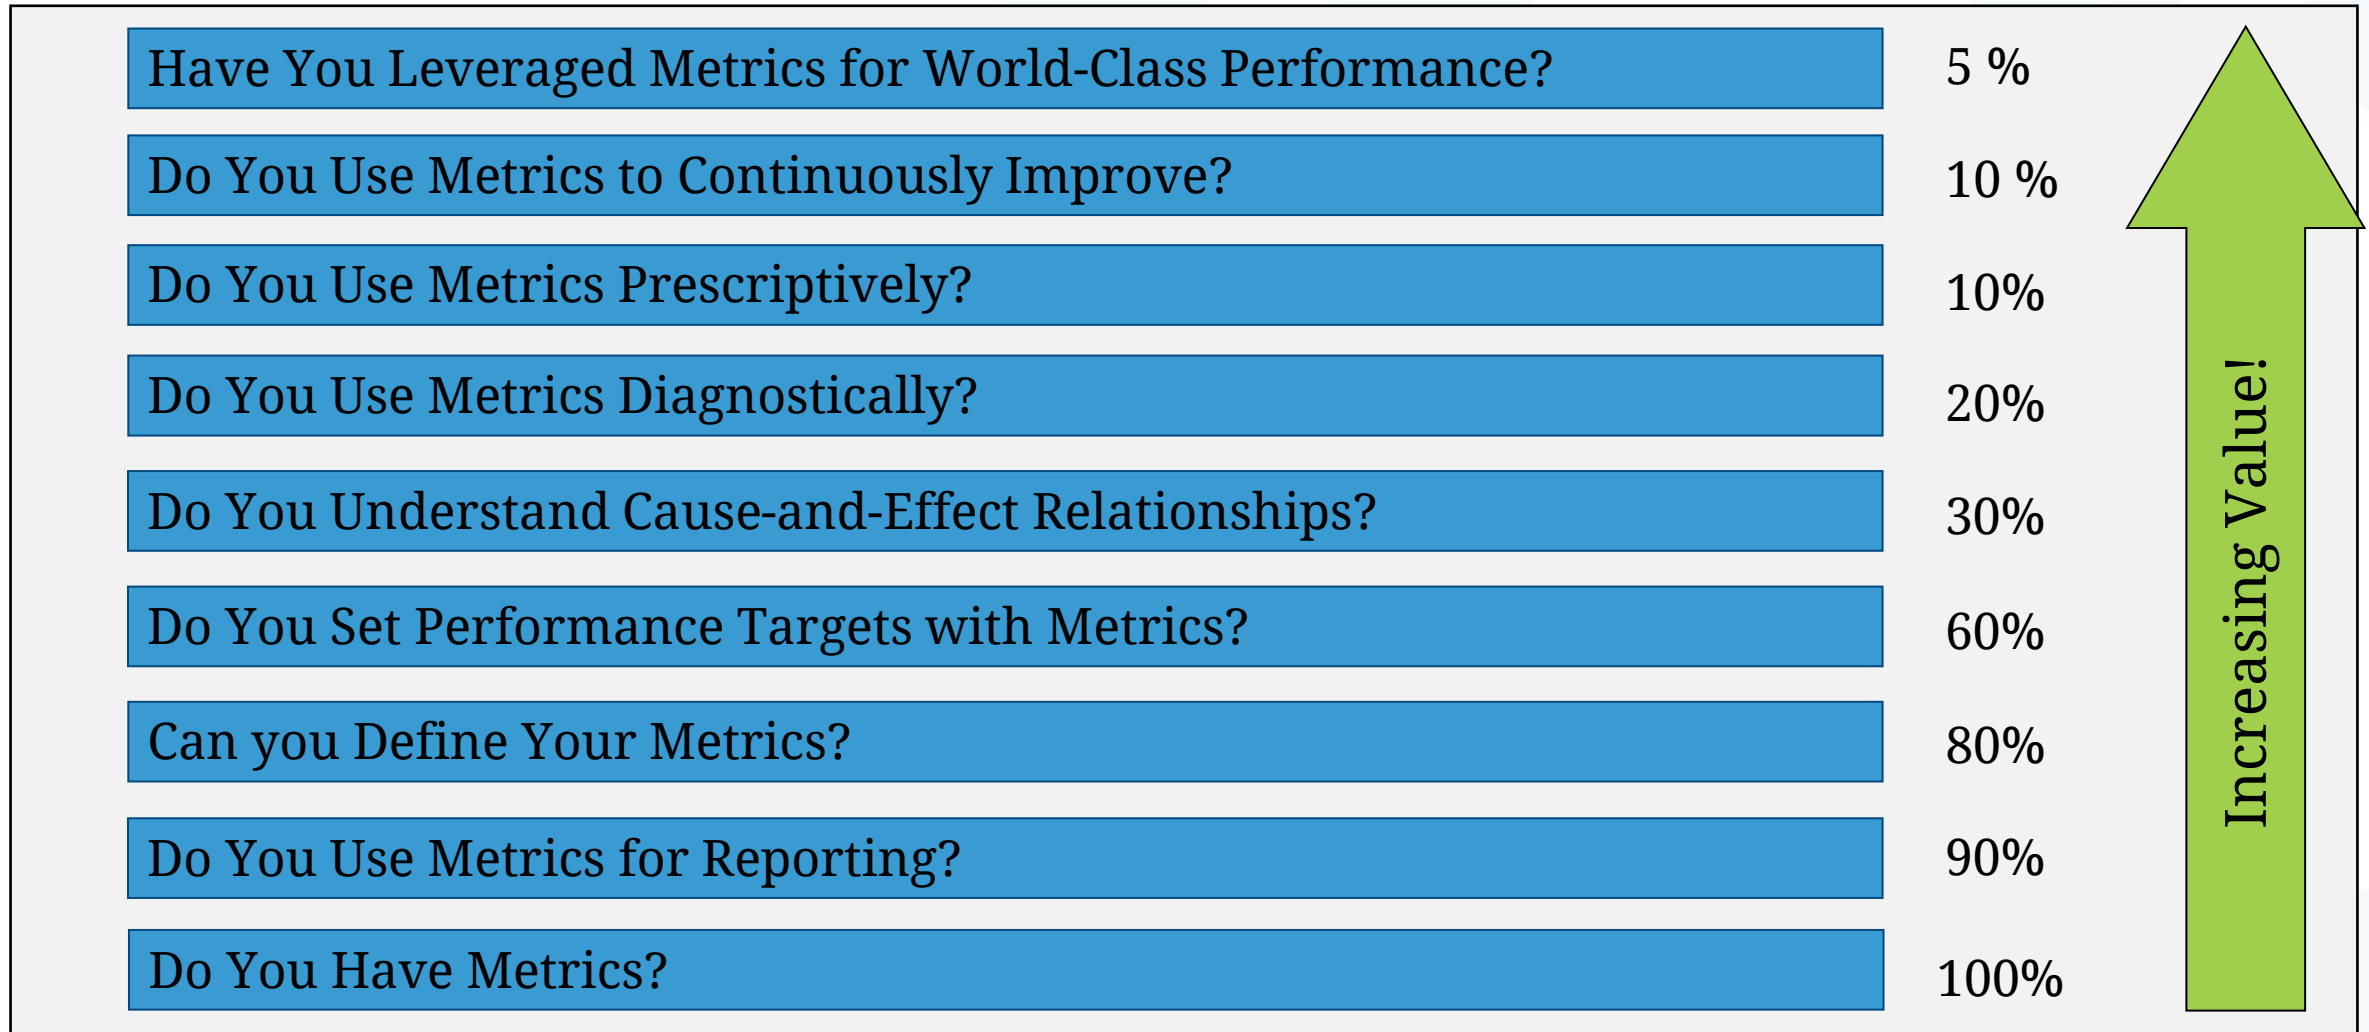 Have You Leveraged Metrics for World-Class Performance?
5 %
Do You Use Metrics to Continuously Improve?
10 %
Do You Use Metrics Prescriptively?
10%
Do You Use Metrics Diagnostically?
20%
Do You Understand Cause-and-Effect Relationships?
30%
Do You Set Performance Targets with Metrics?
60%
Can you Define Your Metrics?
80%
Do You Use Metrics for Reporting?
90%
Do You Have Metrics?
100%
Increasing Value!